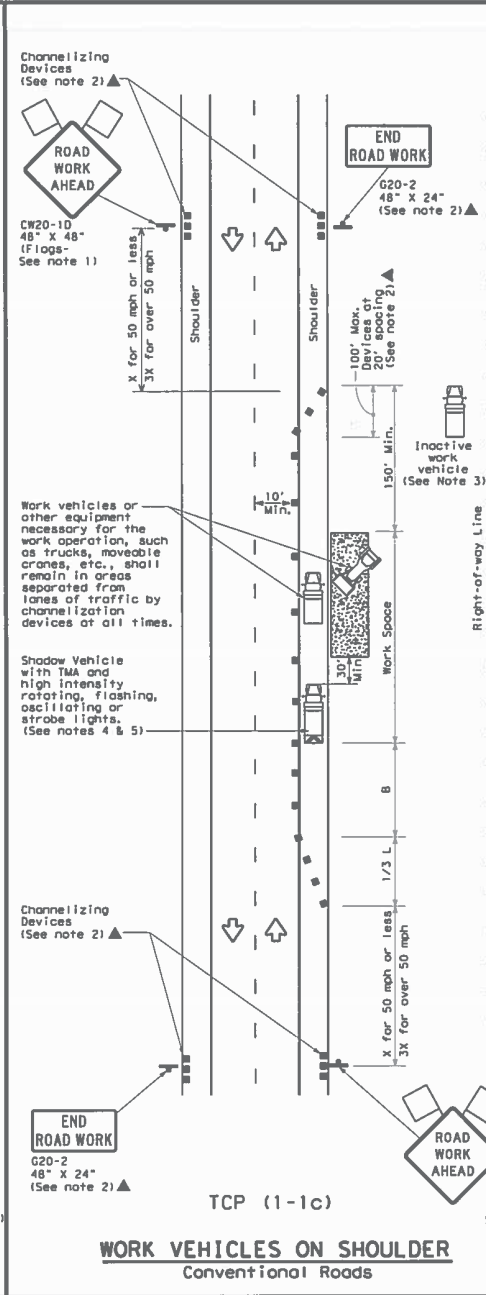 Channelizing
Devices
(See note 2) ▲
ROAD
WORK
AHEAD
CW20-1D
48" X 48"
(Flags-
See note 1)
X for 50 mph or less
3X for over 50 mph
Shoulder
Shoulder
END
ROAD WORK
G20-2
48" X 24"
(See note 2) ▲
100' Max.
Devices at
20' spacing
(See note 2) ▲
150' Min.
Inactive
work
vehicle
(See Note 3)
Right-of-way Line
10'
Min.
Work vehicles or
other equipment
necessary for the
work operation, such
as trucks, moveable
cranes, etc., shall
remain in areas
separated from
lanes of traffic by
channelization
devices at all times.
Work Space
30'
Min
Shadow Vehicle
with TMA and
high intensity
rotating, flashing,
oscillating or
strobe lights.
(See notes 4 & 5)
B
1/3 L
Channelizing
Devices
(See note 2) ▲
X for 50 mph or less
3X for over 50 mph
END
ROAD WORK
G20-2
48" X 24"
(See note 2) ▲
ROAD
WORK
AHEAD
TCP (1-1c)
WORK VEHICLES ON SHOULDER
Conventional Roads